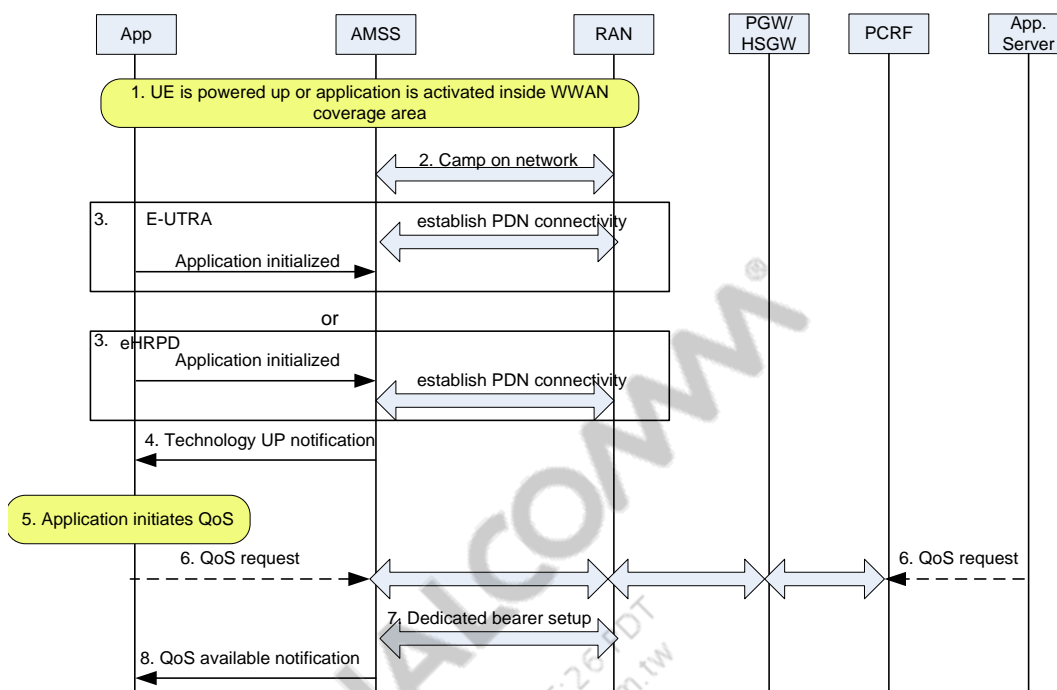 App
AMSS
RAN
PGW/
HSGW
PCRF
App.
Server
1. UE is powered up or application is activated inside WWAN
coverage area
2. Camp on network
3.
E-UTRA
establish PDN connectivity
Application initialized
or
3.
eHRPD
Application initialized
establish PDN connectivity
4. Technology UP notification
5. Application initiates QoS
6. QoS request
6. QoS request
7. Dedicated bearer setup
8. QoS available notification
ALCOMM®
PDT